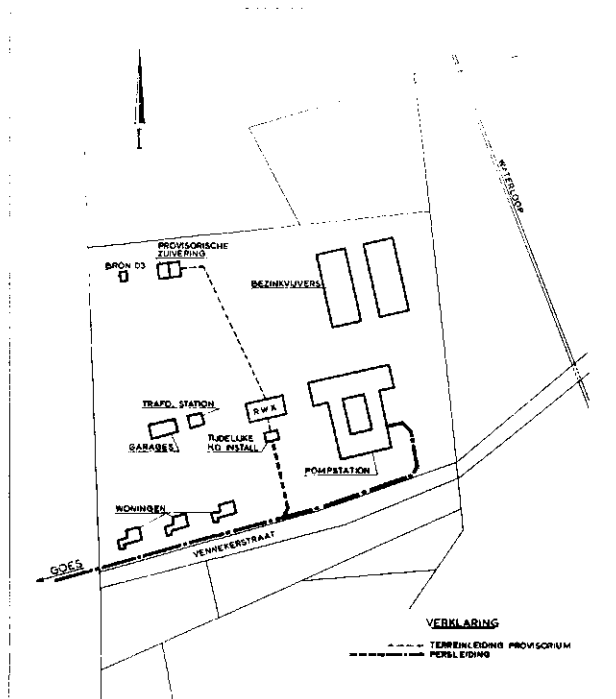 WATERLOOP
PROVISORISCHE
ZUIVERING
BRON D3
BEZINKVIJVERS
TRAFO. STATION
R.W.K
GARAGES
TIJDELIJKE
H.D INSTALL
POMPSTATION
WONINGEN
VENNEKERSTRAAT
GOES
VERKLARING
TERREINLEIDING PROVISORIUM
PERSLEIDING